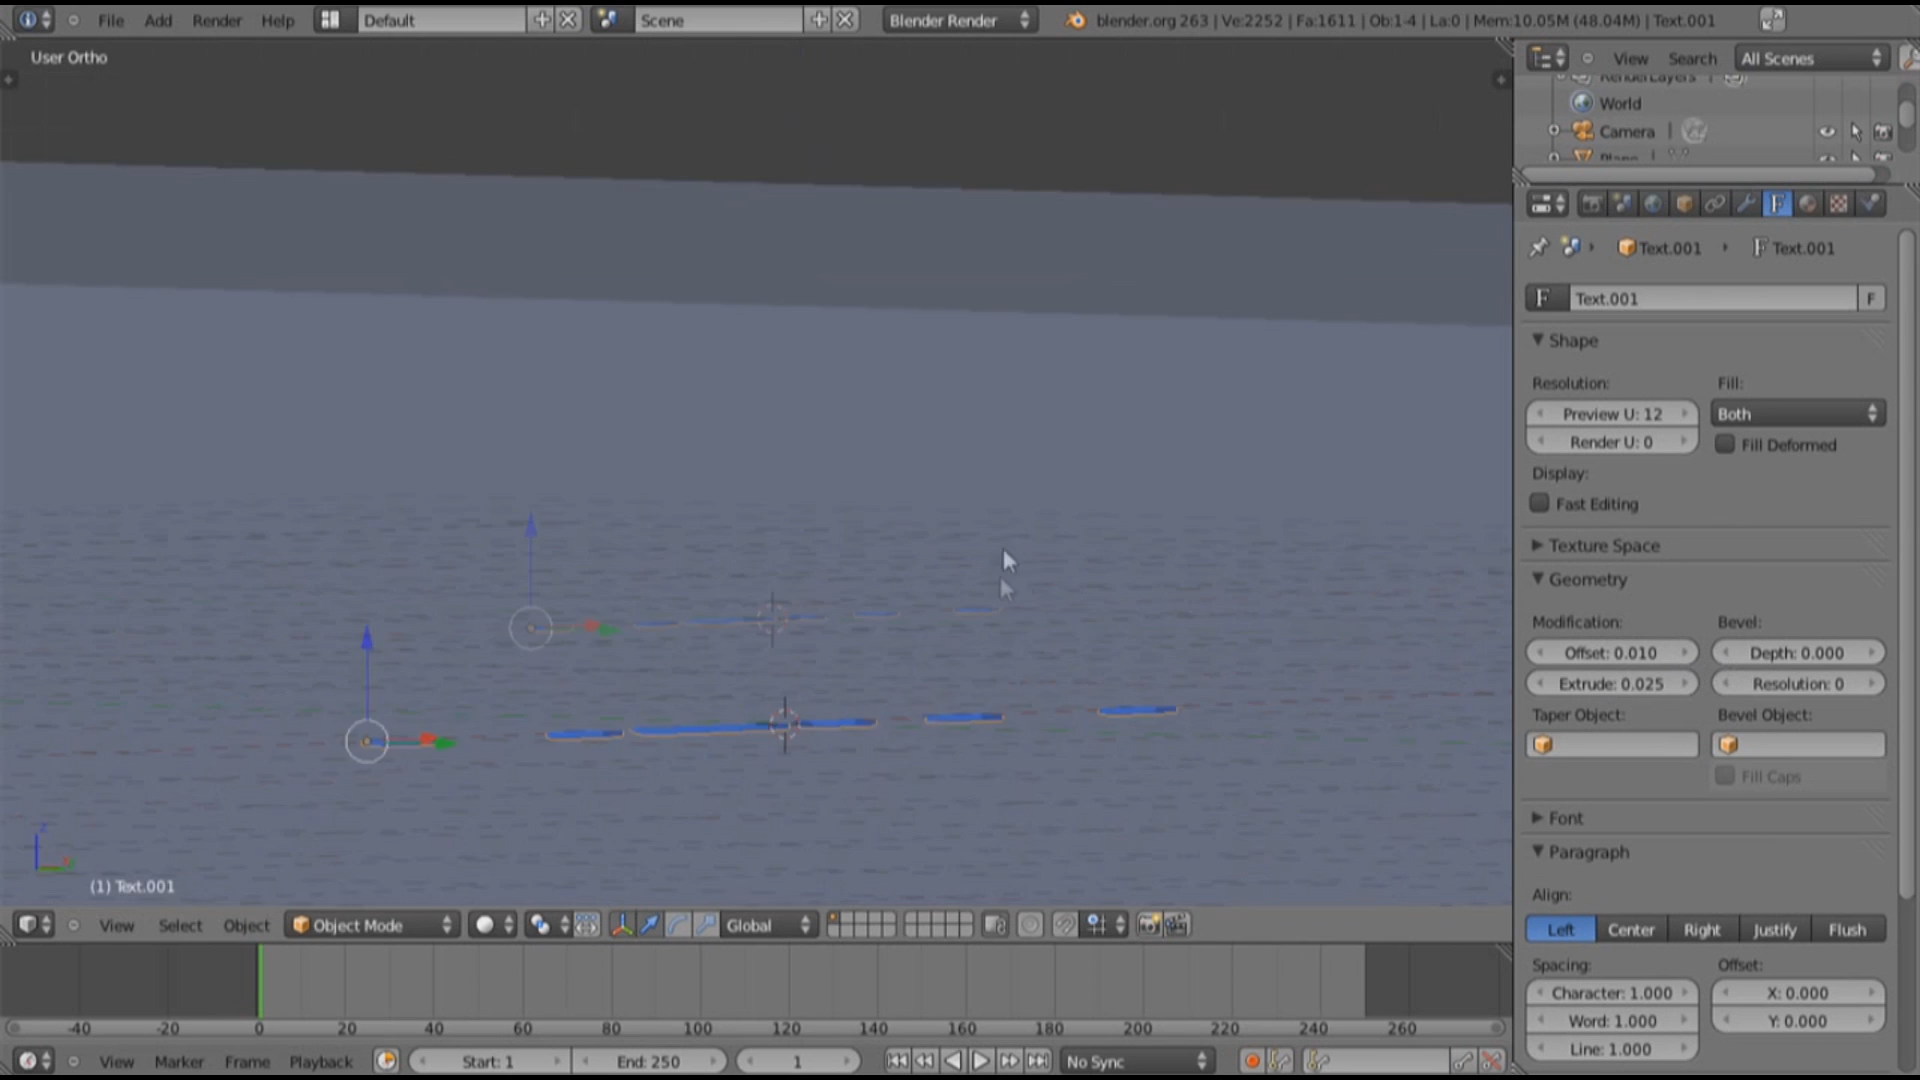 File Add Render Help Default Scene Blender Render blender.org 263 | Ve:2252 | Fa:1611 | Ob:1-4 | La:0 | Mem:10.05M (48.04M) | Text.001
User Ortho
View Search All Scenes
RenderLayers
World
Camera
Plane
Text.001 Text.001
F Text.001 F
Shape
Resolution: Fill:
Preview U: 12 Both
Render U: 0 Fill Deformed
Display:
Fast Editing
Texture Space
Geometry
Modification: Bevel:
Offset: 0.010 Depth: 0.000
Extrude: 0.025 Resolution: 0
Taper Object: Bevel Object:
Fill Caps
Font
Paragraph
Align:
Left Center Right Justify Flush
Spacing: Offset:
Character: 1.000 X: 0.000
Word: 1.000 Y: 0.000
Line: 1.000
(1) Text.001
View Select Object Object Mode Global
-40 -20 0 20 40 60 80 100 120 140 160 180 200 220 240 260
View Marker Frame Playback Start: 1 End: 250 1 No Sync